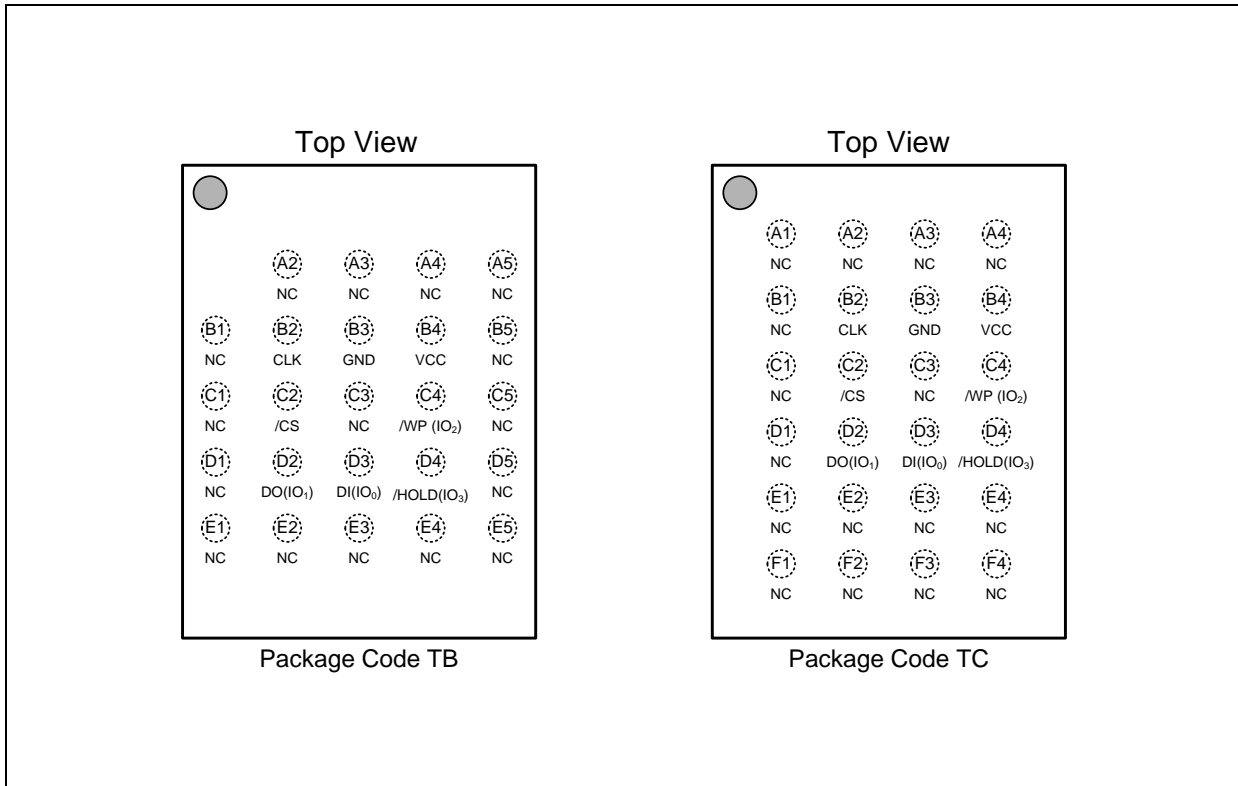 Top View
A2 A3 A4 A5
NC NC NC NC
B1 B2 B3 B4 B5
NC CLK GND VCC NC
C1 C2 C3 C4 C5
NC /CS NC /WP (IO₂) NC
D1 D2 D3 D4 D5
NC DO(IO₁) DI(IO₀) /HOLD(IO₃) NC
E1 E2 E3 E4 E5
NC NC NC NC NC
Package Code TB
Top View
A1 A2 A3 A4
NC NC NC NC
B1 B2 B3 B4
NC CLK GND VCC
C1 C2 C3 C4
NC /CS NC /WP (IO₂)
D1 D2 D3 D4
NC DO(IO₁) DI(IO₀) /HOLD(IO₃)
E1 E2 E3 E4
NC NC NC NC
F1 F2 F3 F4
NC NC NC NC
Package Code TC